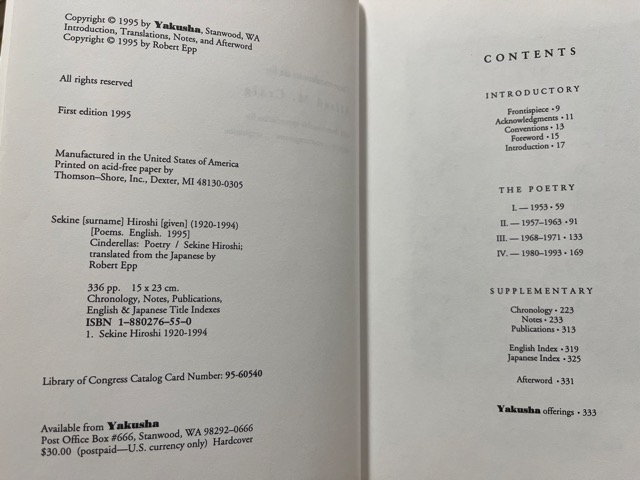 Copyright © 1995 by Yakusha, Stanwood, WA
Introduction, Translations, Notes, and Afterword
Copyright © 1995 by Robert Epp
All rights reserved
First edition 1995
Manufactured in the United States of America
Printed on acid-free paper by
Thomson–Shore, Inc., Dexter, MI 48130-0305
Sekine [surname] Hiroshi [given] (1920-1994)
[Poems. English. 1995]
Cinderellas: Poetry / Sekine Hiroshi;
translated from the Japanese by
Robert Epp
336 pp. 15 x 23 cm.
Chronology, Notes, Publications,
English & Japanese Title Indexes
ISBN 1–880276–55–0
1. Sekine Hiroshi 1920-1994
Library of Congress Catalog Card Number: 95-60540
Available from Yakusha
Post Office Box #666, Stanwood, WA 98292–0666
$30.00 (postpaid—U.S. currency only) Hardcover
CONTENTS
INTRODUCTORY
Frontispiece • 9
Acknowledgments • 11
Conventions • 13
Foreword • 15
Introduction • 17
THE POETRY
I. — 1953 • 59
II. — 1957–1963 • 91
III. — 1968–1971 • 133
IV. — 1980–1993 • 169
SUPPLEMENTARY
Chronology • 223
Notes • 233
Publications • 313
English Index • 319
Japanese Index • 325
Afterword • 331
Yakusha offerings • 333